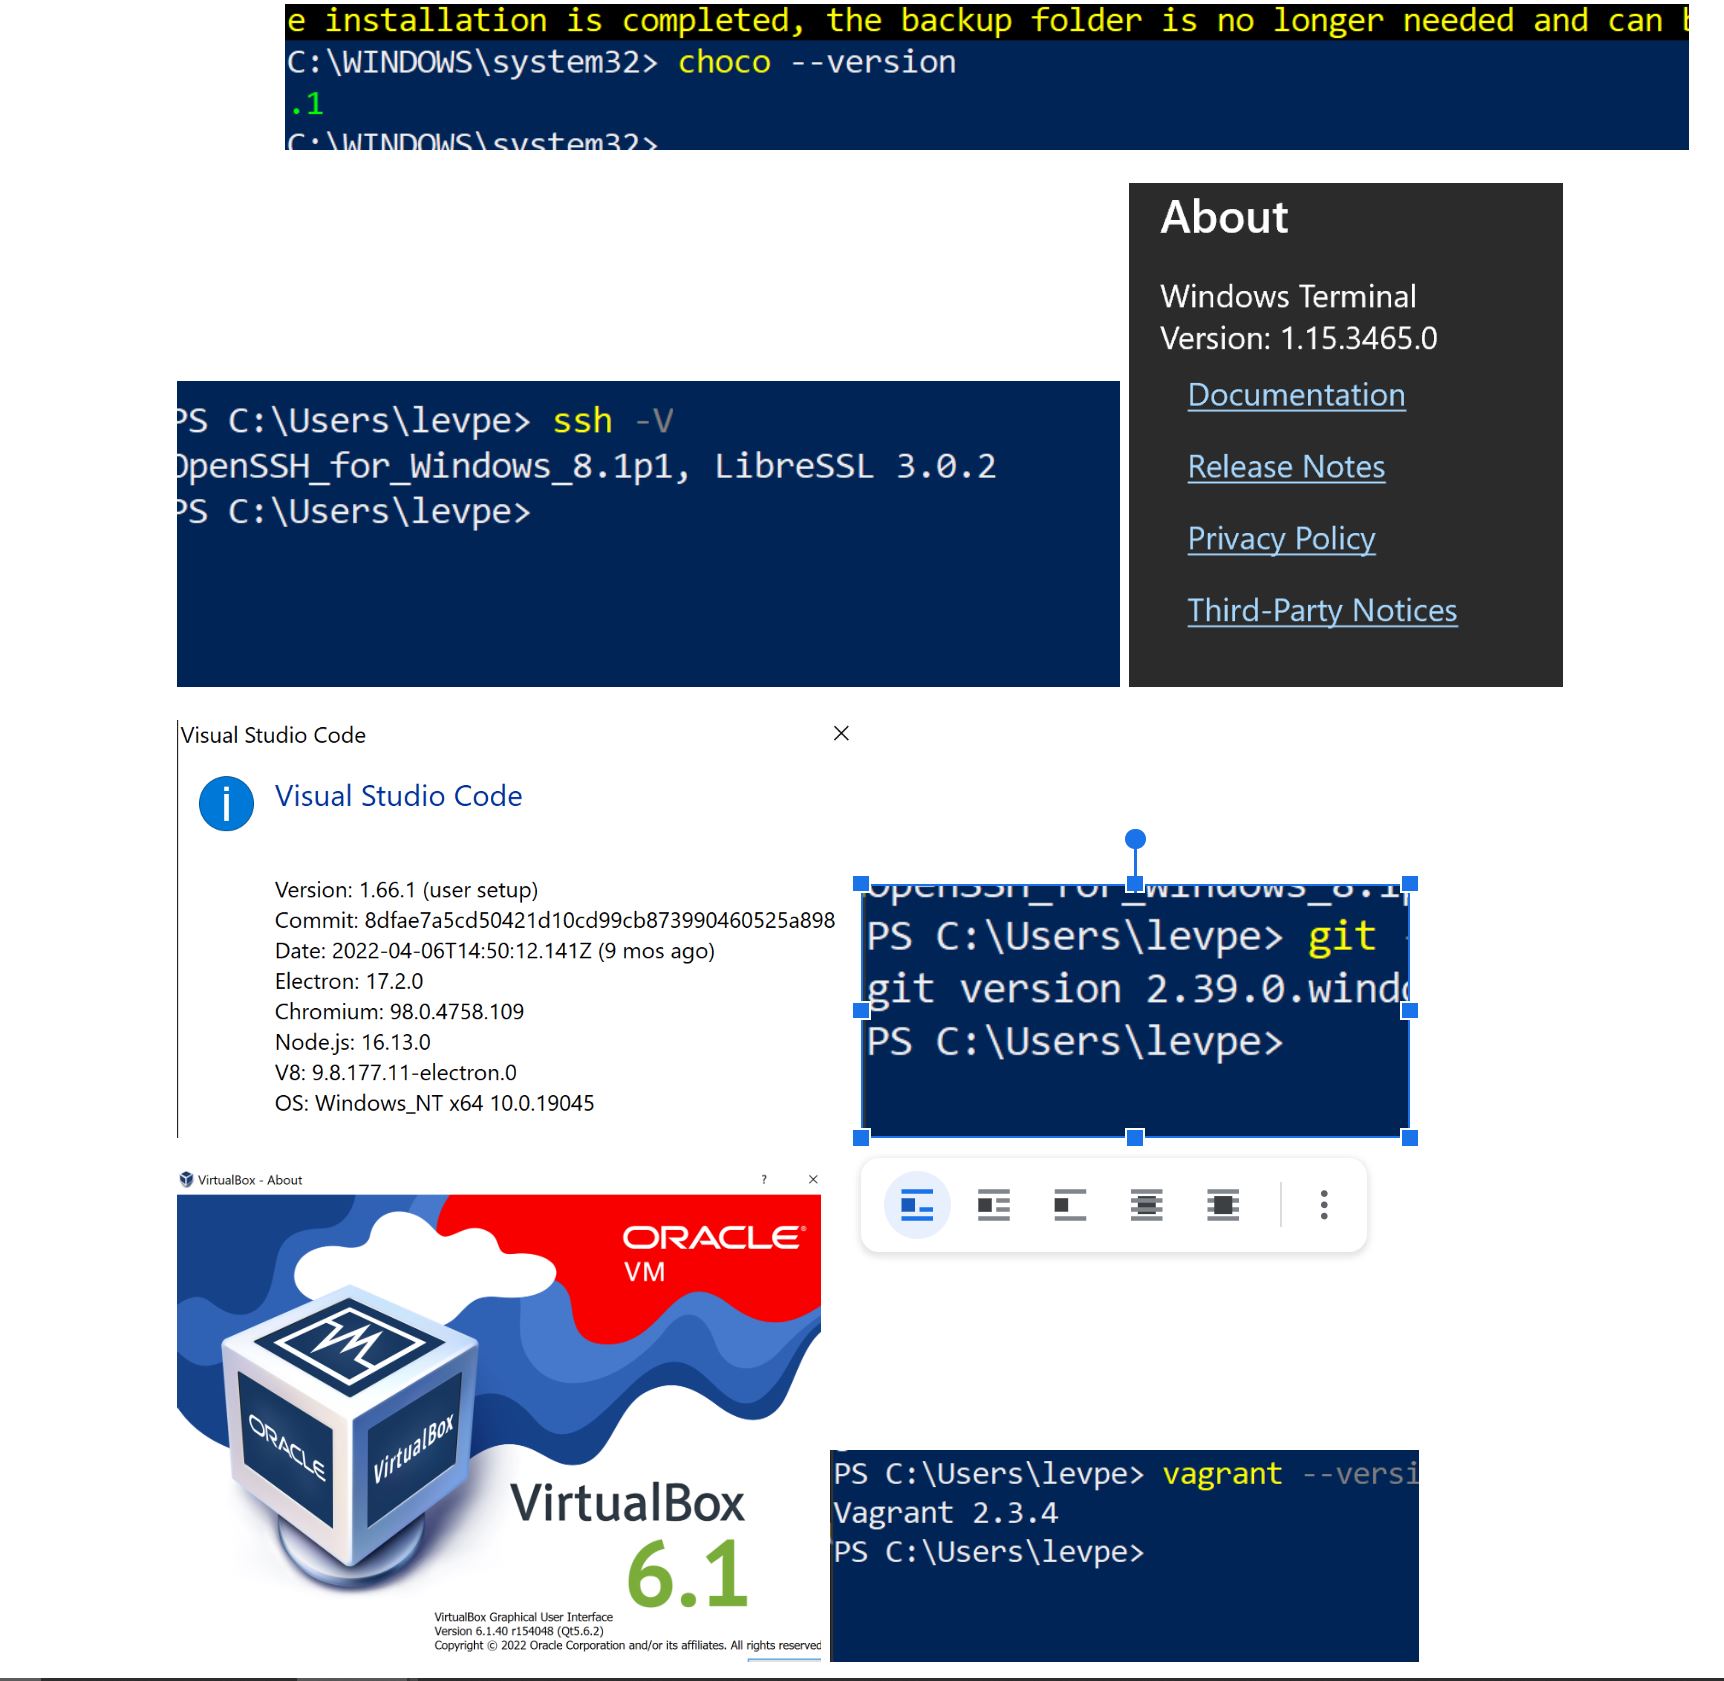 e installation is completed, the backup folder is no longer needed and can
C:\WINDOWS\system32> choco --version
.1
C:\WINDOWS\system32>
About
Windows Terminal
Version: 1.15.3465.0
Documentation
Release Notes
Privacy Policy
Third-Party Notices
PS C:\Users\levpe> ssh -V
OpenSSH_for_Windows_8.1p1, LibreSSL 3.0.2
PS C:\Users\levpe>
Visual Studio Code
Visual Studio Code
Version: 1.66.1 (user setup)
Commit: 8dfae7a5cd50421d10cd99cb873990460525a898
Date: 2022-04-06T14:50:12.141Z (9 mos ago)
Electron: 17.2.0
Chromium: 98.0.4758.109
Node.js: 16.13.0
V8: 9.8.177.11-electron.0
OS: Windows_NT x64 10.0.19045
OpenSSH_for_Windows_8.1p
PS C:\Users\levpe> git -
git version 2.39.0.windo
PS C:\Users\levpe>
VirtualBox - About
ORACLE
VM
ORACLE
VirtualBox
VirtualBox
6.1
VirtualBox Graphical User Interface
Version 6.1.40 r154048 (Qt5.6.2)
Copyright © 2022 Oracle Corporation and/or its affiliates. All rights reserved
PS C:\Users\levpe> vagrant --versi
Vagrant 2.3.4
PS C:\Users\levpe>